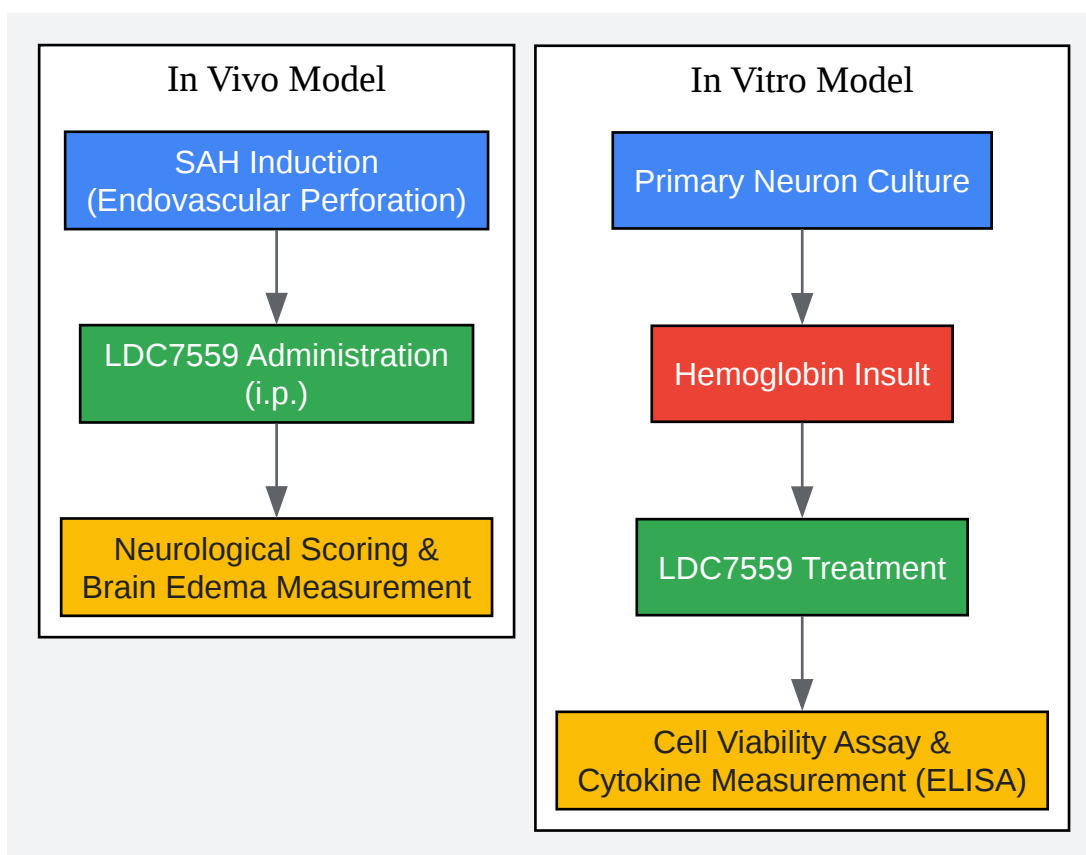 In Vivo Model
SAH Induction
(Endovascular Perforation)
LDC7559 Administration
(i.p.)
Neurological Scoring &
Brain Edema Measurement
In Vitro Model
Primary Neuron Culture
Hemoglobin Insult
LDC7559 Treatment
Cell Viability Assay &
Cytokine Measurement (ELISA)